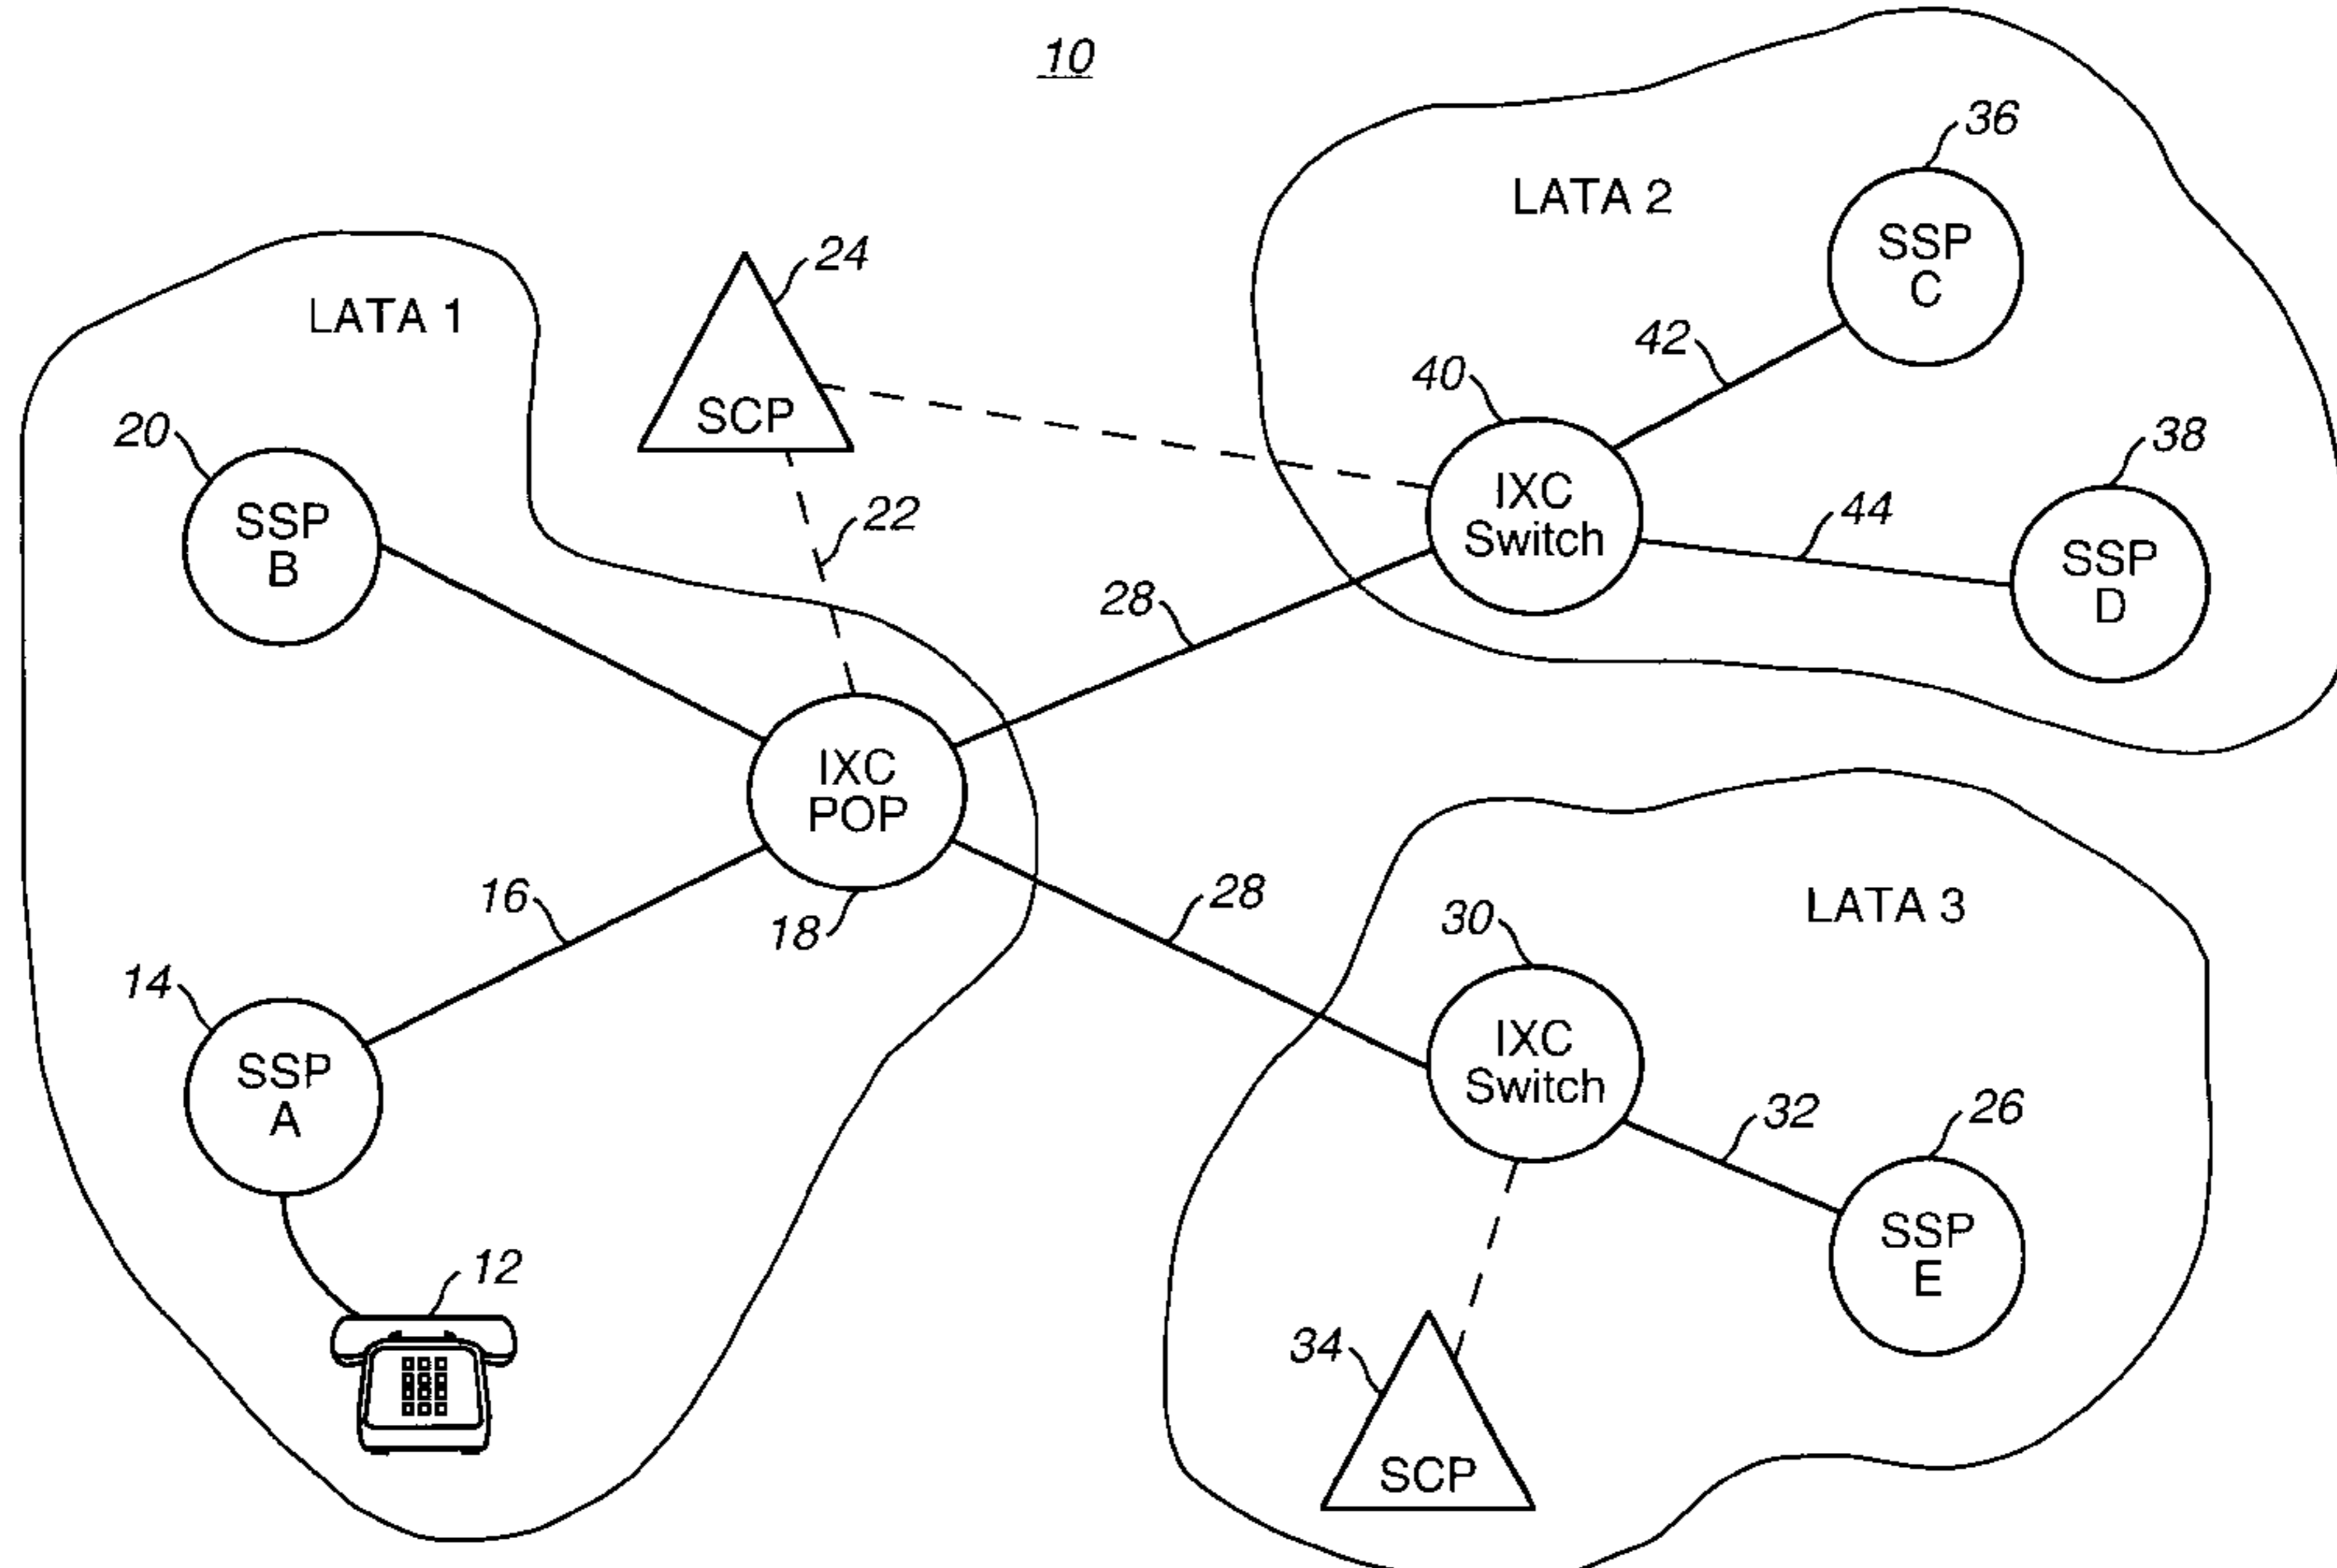 10
36
LATA 2
SSP
C
24
LATA 1
42
40
SCP
20
38
IXC
Switch
SSP
B
22
44
SSP
D
28
IXC
POP
16
18
28
30
LATA 3
14
IXC
Switch
SSP
A
32
26
SSP
E
12
34
SCP